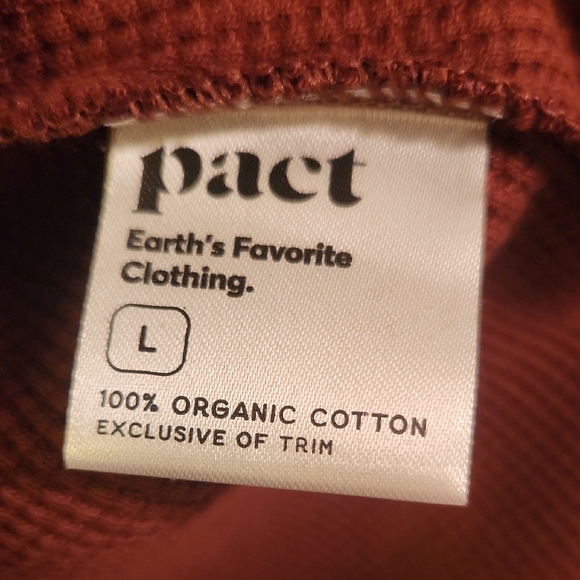 pact
Earth's Favorite
Clothing.
L
100% ORGANIC COTTON
EXCLUSIVE OF TRIM